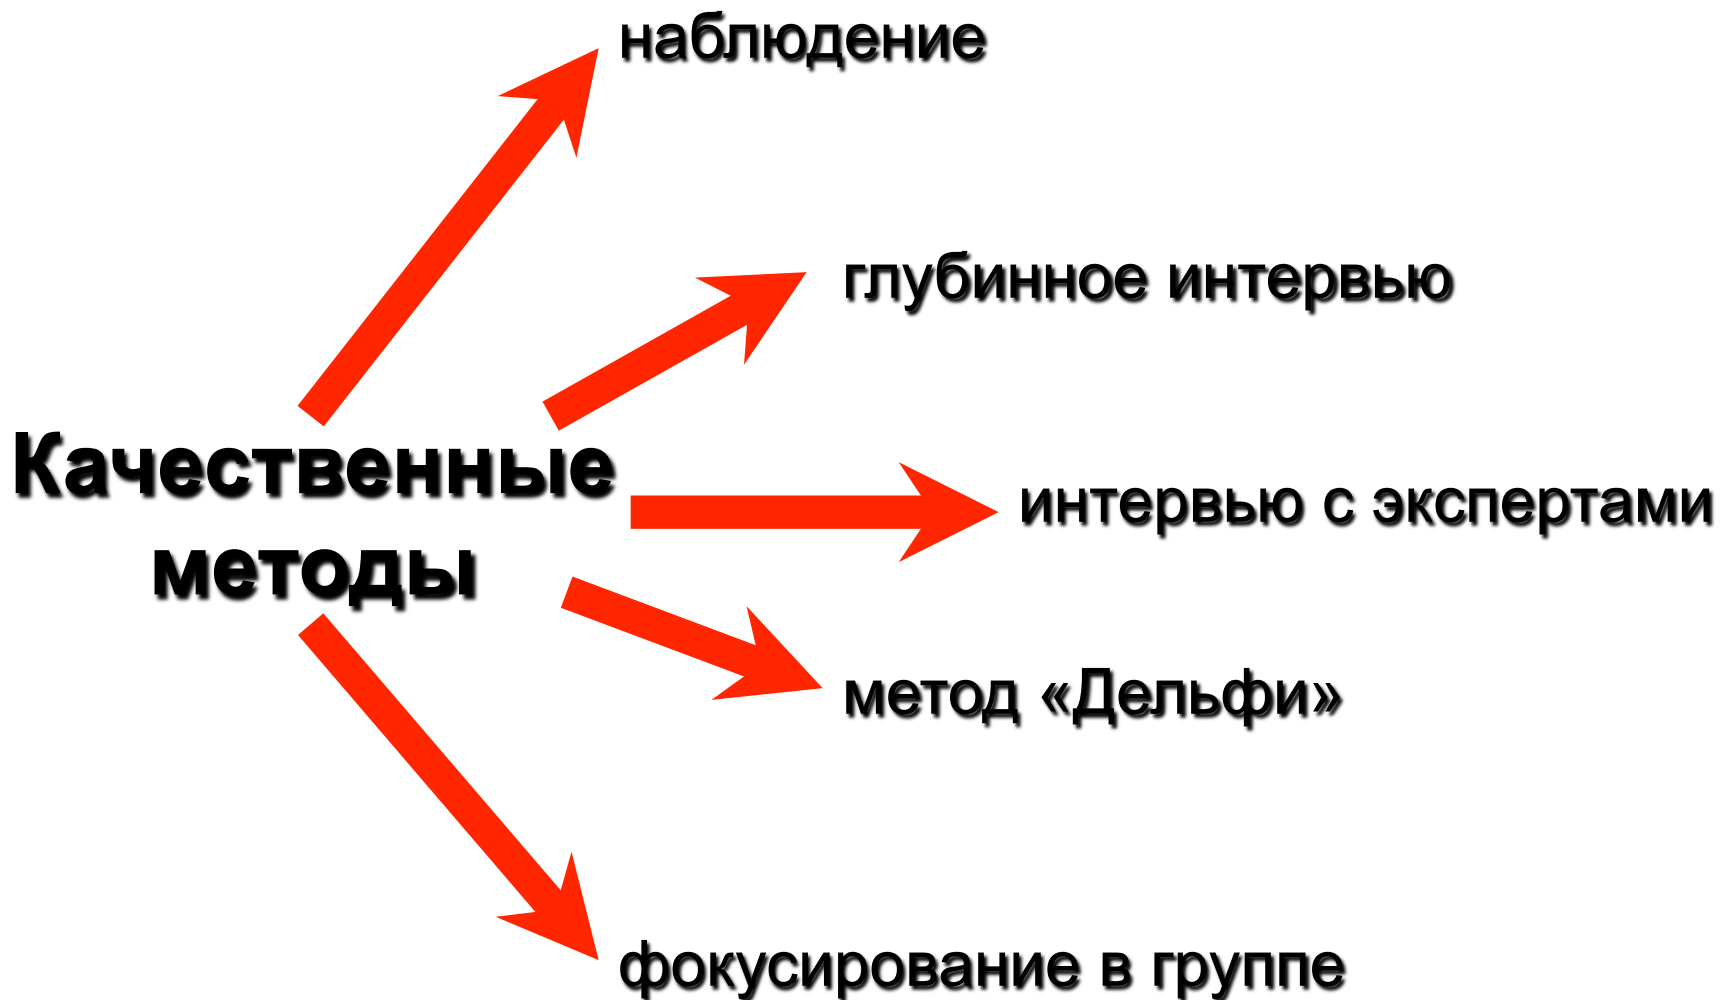 наблюдение
глубинное интервью
Качественные
методы
интервью с экспертами
метод «Дельфи»
фокусирование в группе